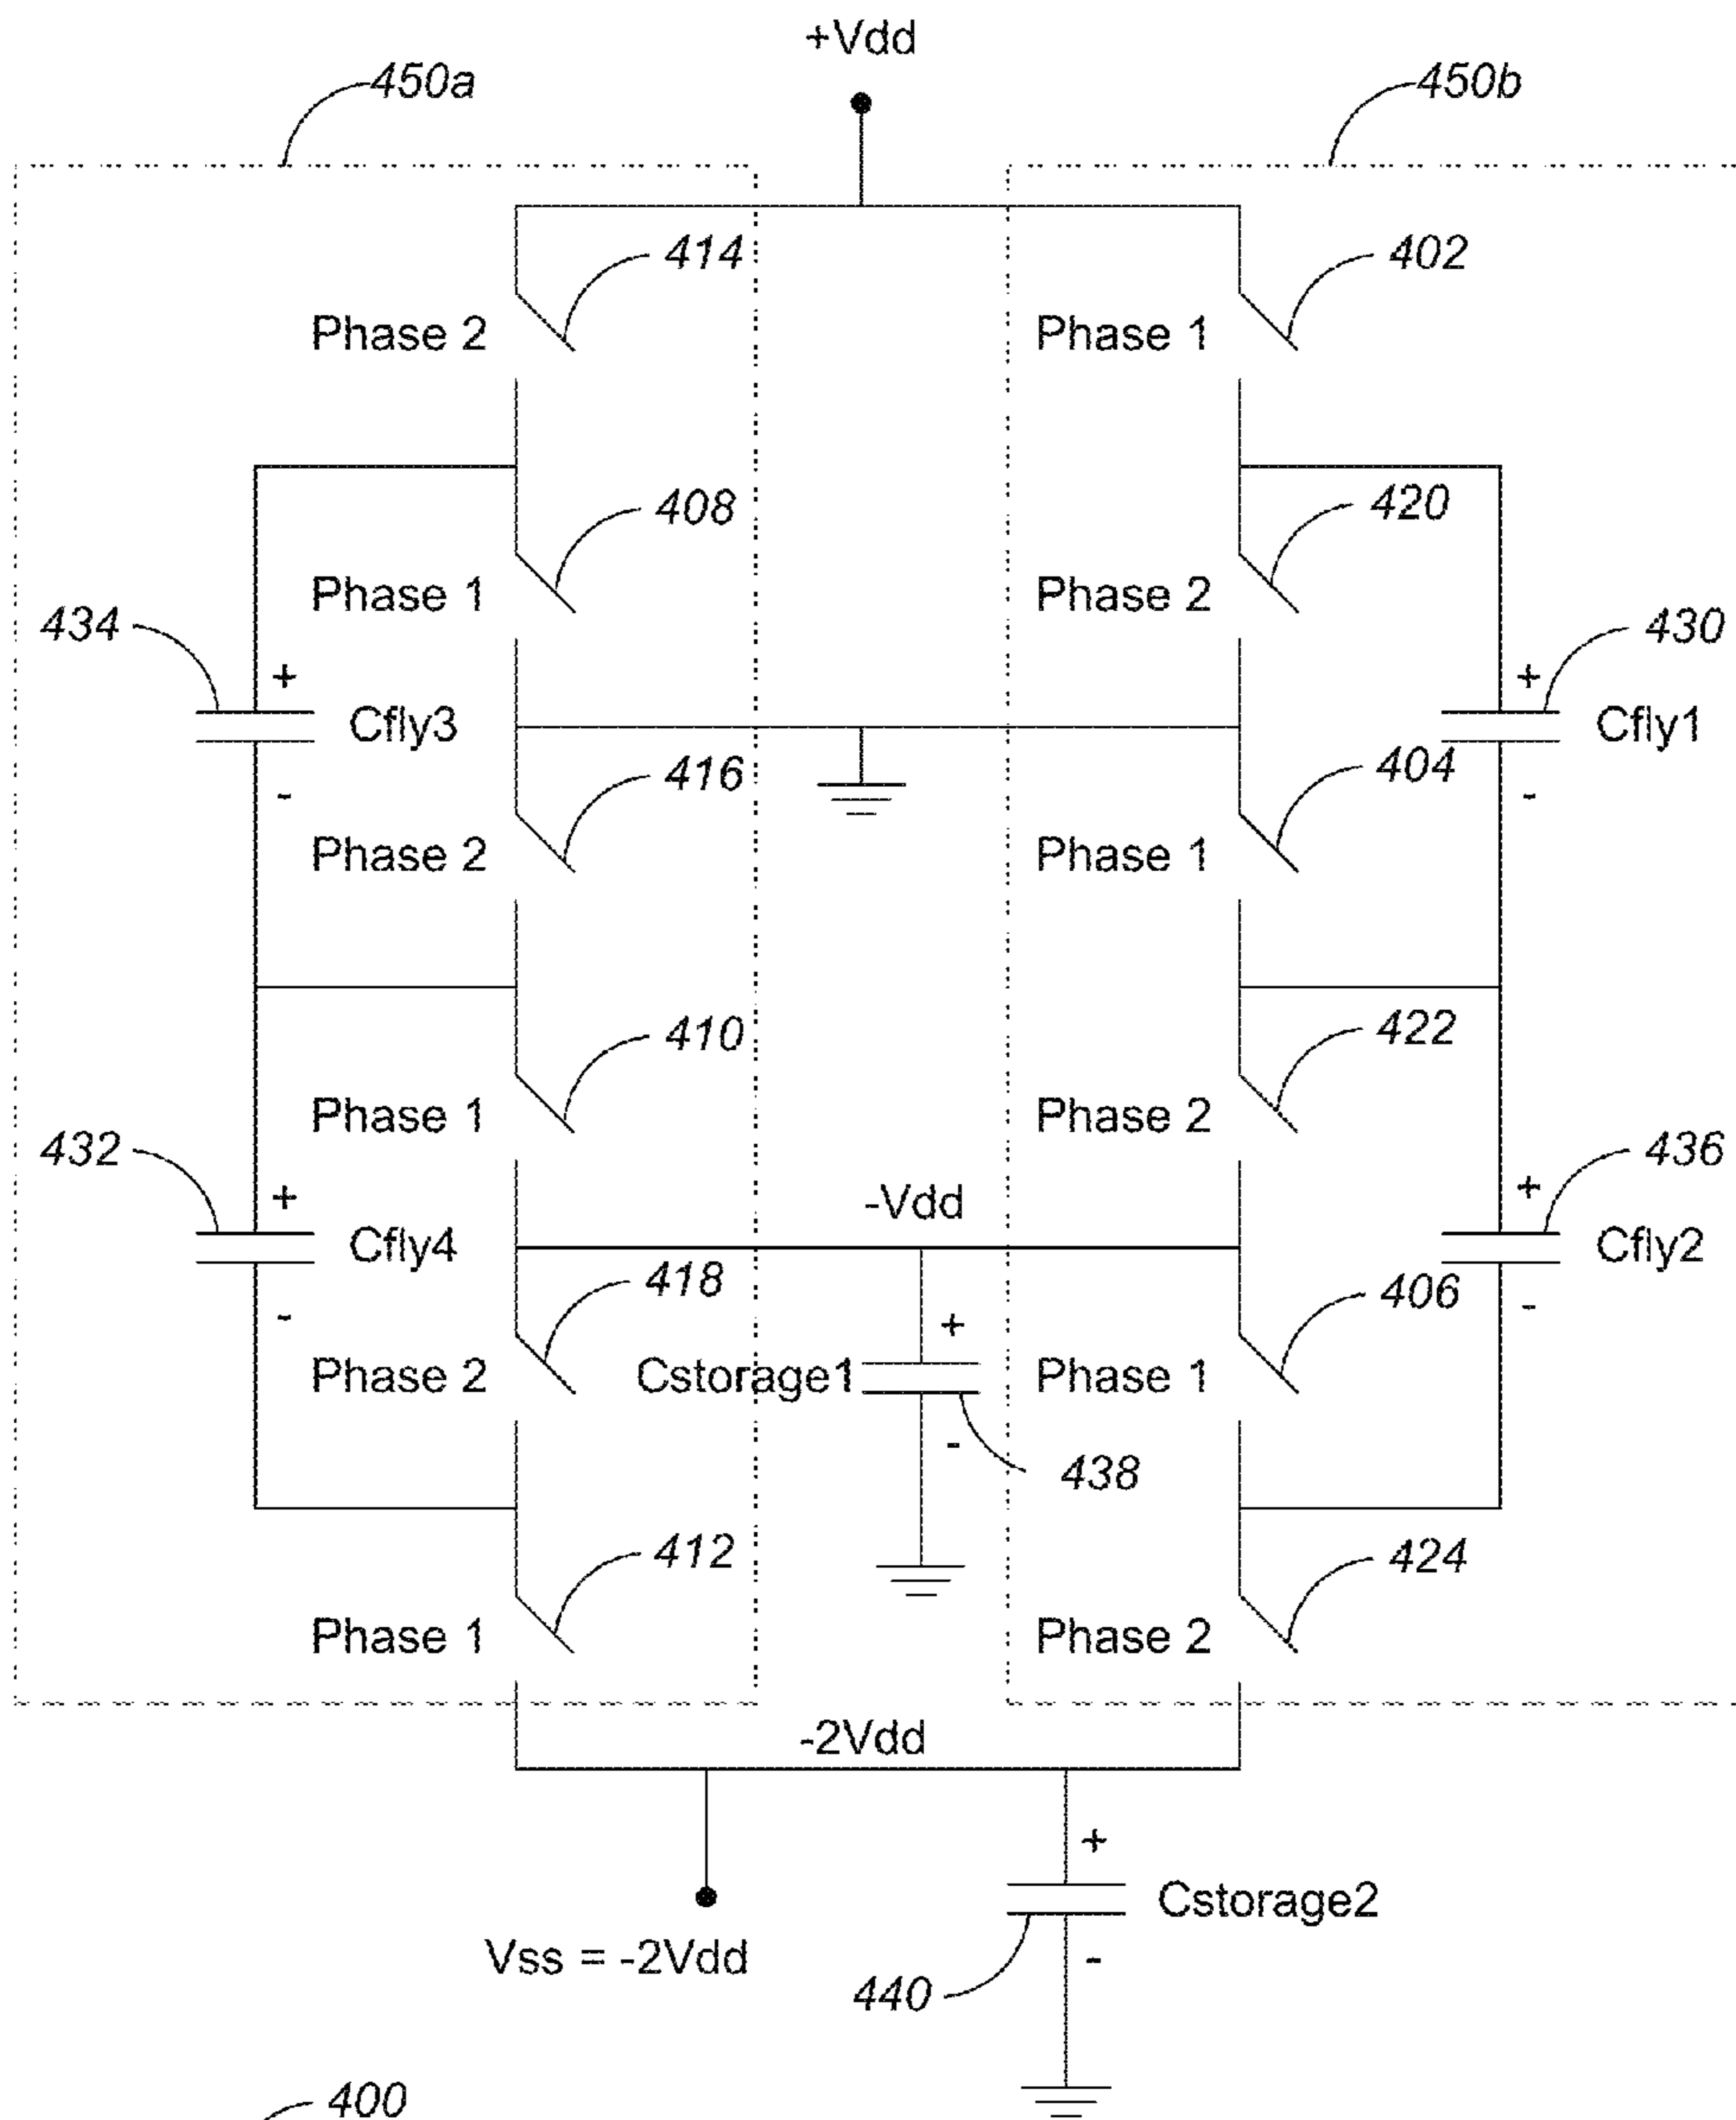 +Vdd
450a
450b
414
402
Phase 2
Phase 1
408
420
Phase 1
Phase 2
434
430
+
+
Cfly3
Cfly1
416
404
-
-
Phase 2
Phase 1
410
422
Phase 1
Phase 2
432
436
-Vdd
+
+
Cfly4
Cfly2
418
406
-
-
+
Phase 2
Cstorage1
Phase 1
-
438
412
424
Phase 1
Phase 2
-2Vdd
+
Cstorage2
Vss = -2Vdd
-
440
400